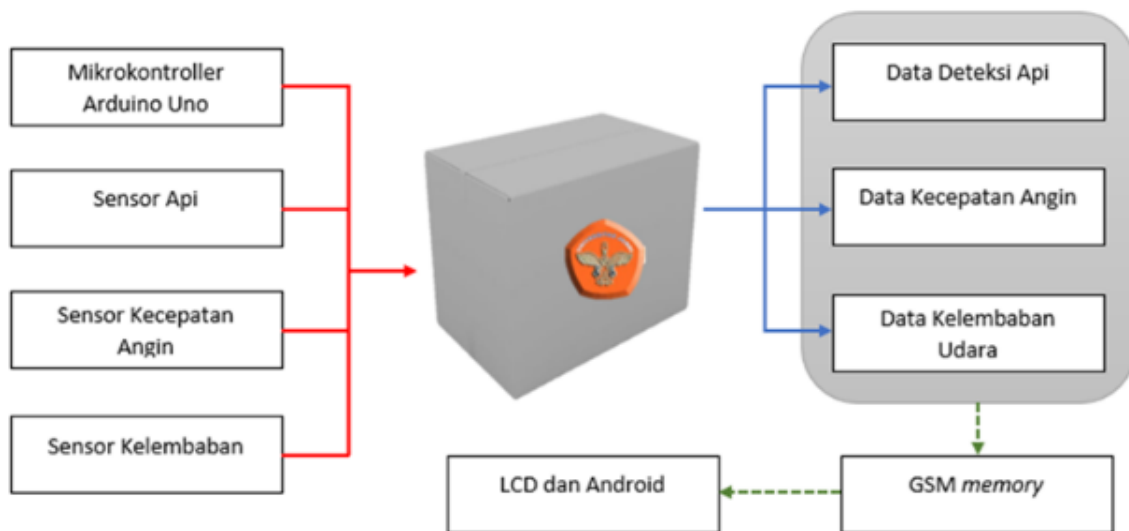 Mikrokontroller
Arduino Uno
Sensor Api
Sensor Kecepatan
Angin
Sensor Kelembaban
Data Deteksi Api
Data Kecepatan Angin
Data Kelembaban
Udara
GSM memory
LCD dan Android